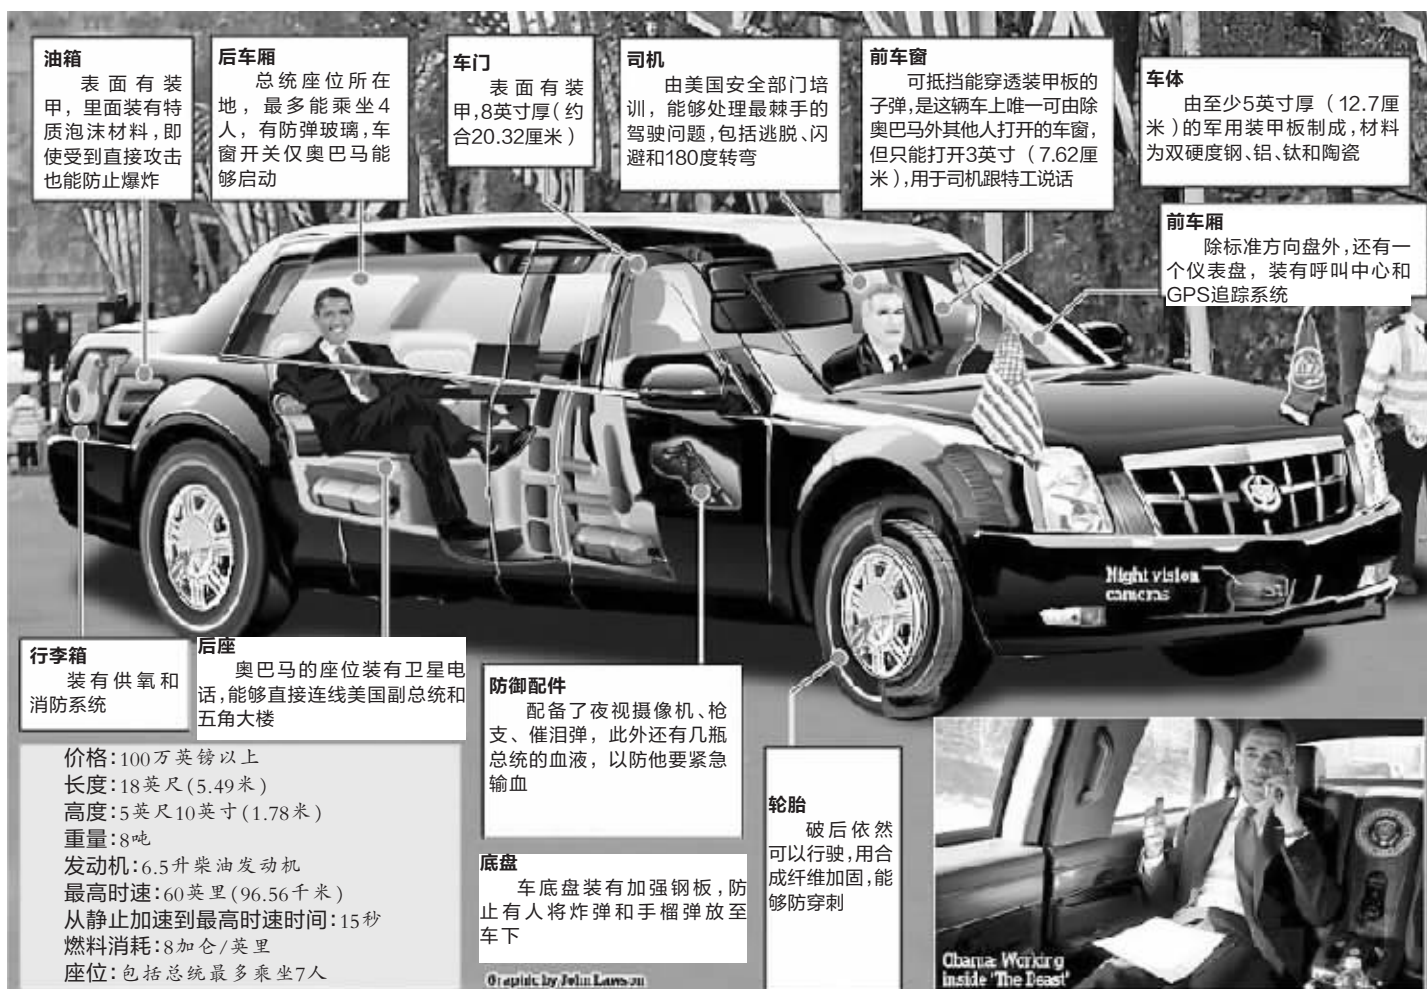 油箱
表面有装
甲，里面装有特
质泡沫材料，即
使受到直接攻击
也能防止爆炸
后车厢
总统座位所在
地，最多能乘坐4
人，有防弹玻璃，车
窗开关仅奥巴马能
够启动
车门
表面有装
甲，8英寸厚（约
合20.32厘米）
司机
由美国安全部门培
训，能够处理最棘手的
驾驶问题，包括逃脱、闪
避和180度转弯
前车窗
可抵挡能穿透装甲板的
子弹，是这辆车上唯一可由除
奥巴马外其他人打开的车窗，
但只能打开3英寸（7.62厘
米），用于司机跟特工说话
车体
由至少5英寸厚（12.7厘
米）的军用装甲板制成，材料
为双硬度钢、铝、钛和陶瓷
前车厢
除标准方向盘外，还有一
个仪表盘，装有呼叫中心和
GPS追踪系统
Night vision
cameras
行李箱
装有供氧和
消防系统
后座
奥巴马的座位装有卫星电
话，能够直接连线美国副总统和
五角大楼
防御配件
配备了夜视摄像机、枪
支、催泪弹，此外还有几瓶
总统的血液，以防他要紧急
输血
轮胎
破后依然
可以行驶，用合
成纤维加固，能
够防穿刺
底盘
车底盘装有加强钢板，防
止有人将炸弹和手榴弹放至
车下
价格：100万英镑以上
长度：18英尺(5.49米)
高度：5英尺10英寸(1.78米)
重量：8吨
发动机：6.5升柴油发动机
最高时速：60英里(96.56千米)
从静止加速到最高时速时间：15秒
燃料消耗：8加仑/英里
座位：包括总统最多乘坐7人
Graphic by John Lawson
Obama: Working
inside 'The Beast'